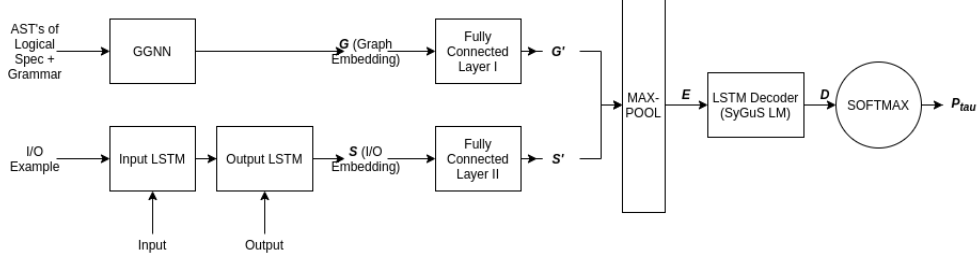 AST's of
Logical
Spec +
Grammar
GGNN
G (Graph
Embedding)
Fully
Connected
Layer I
G'
I/O
Example
Input LSTM
Output LSTM
S (I/O
Embedding)
Fully
Connected
Layer II
S'
Input
Output
MAX-
POOL
E
LSTM Decoder
(SyGuS LM)
D
SOFTMAX
Ptau